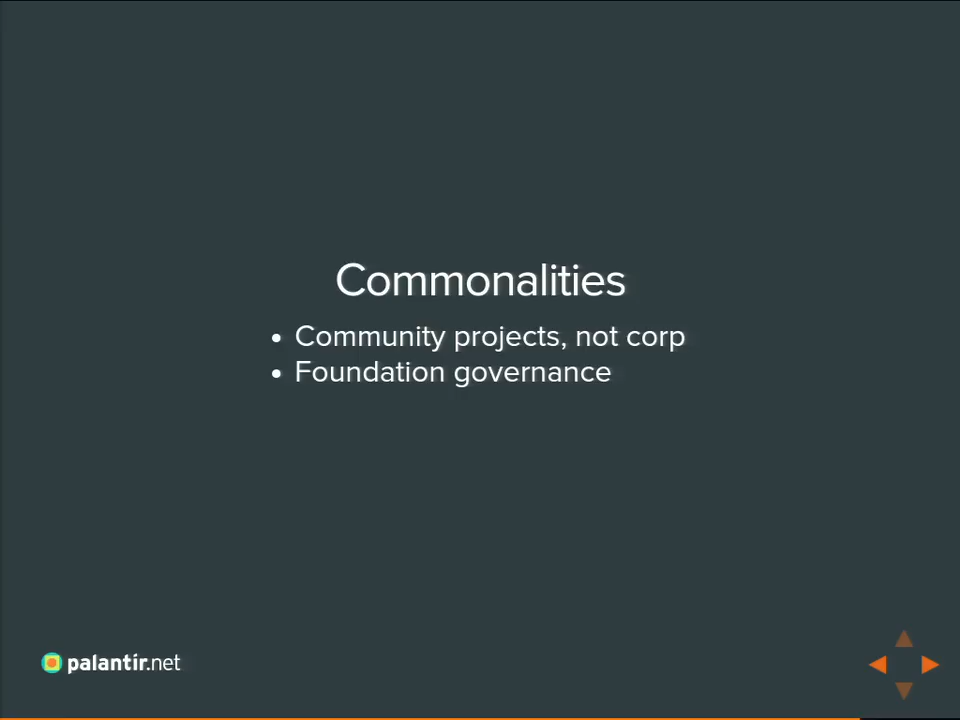 Commonalities
• Community projects, not corp
• Foundation governance
palantir.net